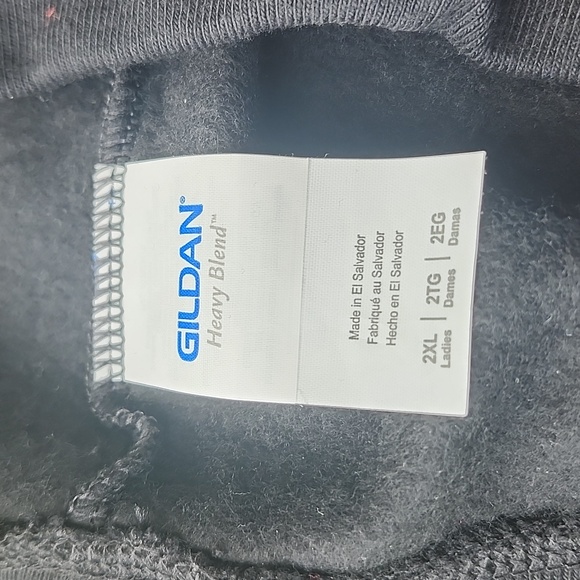 GILDAN®
Heavy Blend™
Made in El Salvador
Fabriqué au Salvador
Hecho en El Salvador
2XL | 2TG | 2EG
Ladies Dames Damas